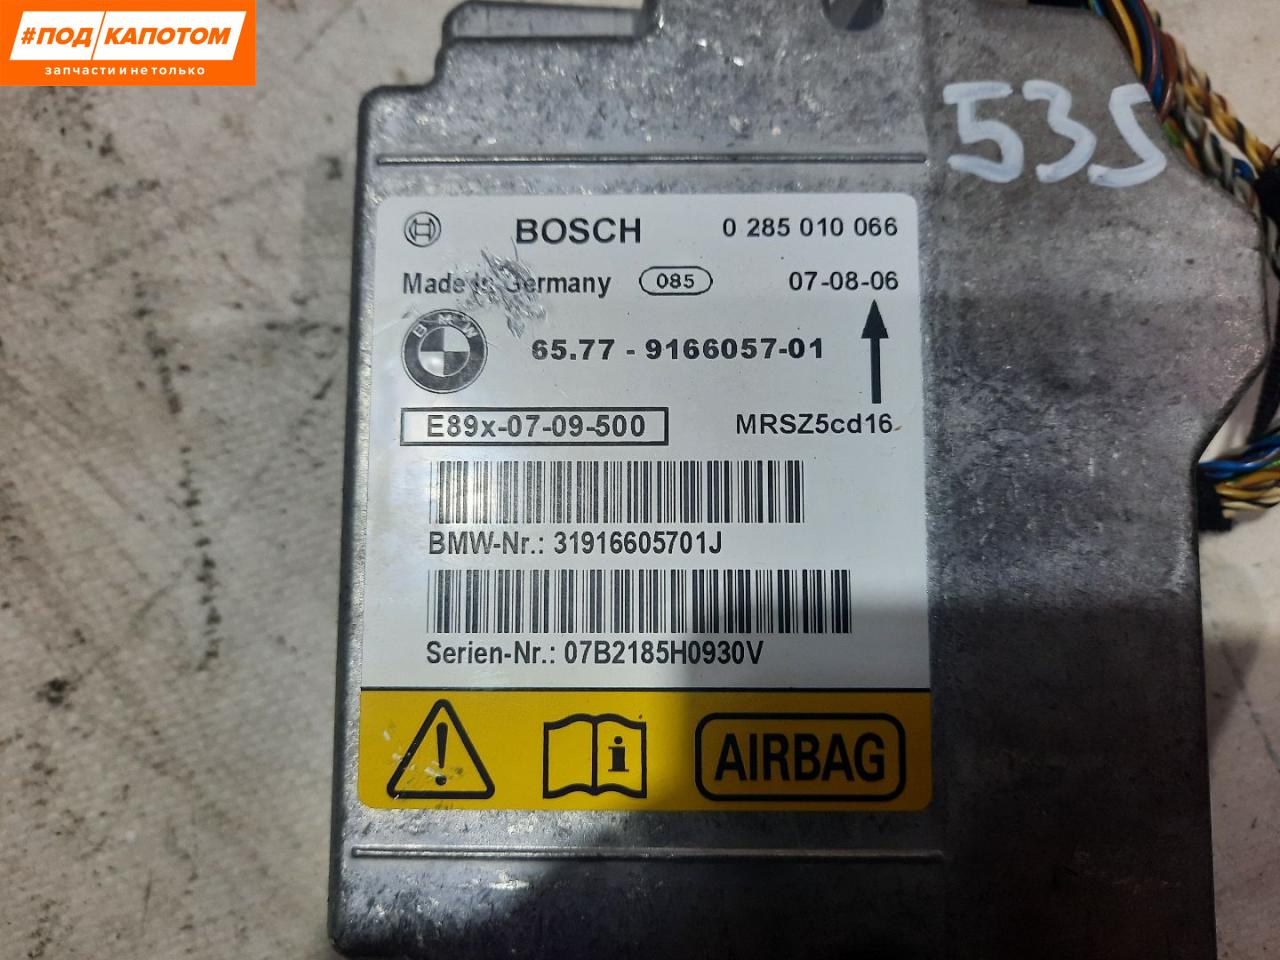 #ПОД КАПОТОМ
запчасти и не только
535
BOSCH 0 285 010 066
Made in Germany 085 07-08-06
BMW
65.77 - 9166057-01
E89x-07-09-500 MRSZ5cd16
BMW-Nr.: 31916605701J
Serien-Nr.: 07B2185H0930V
AIRBAG